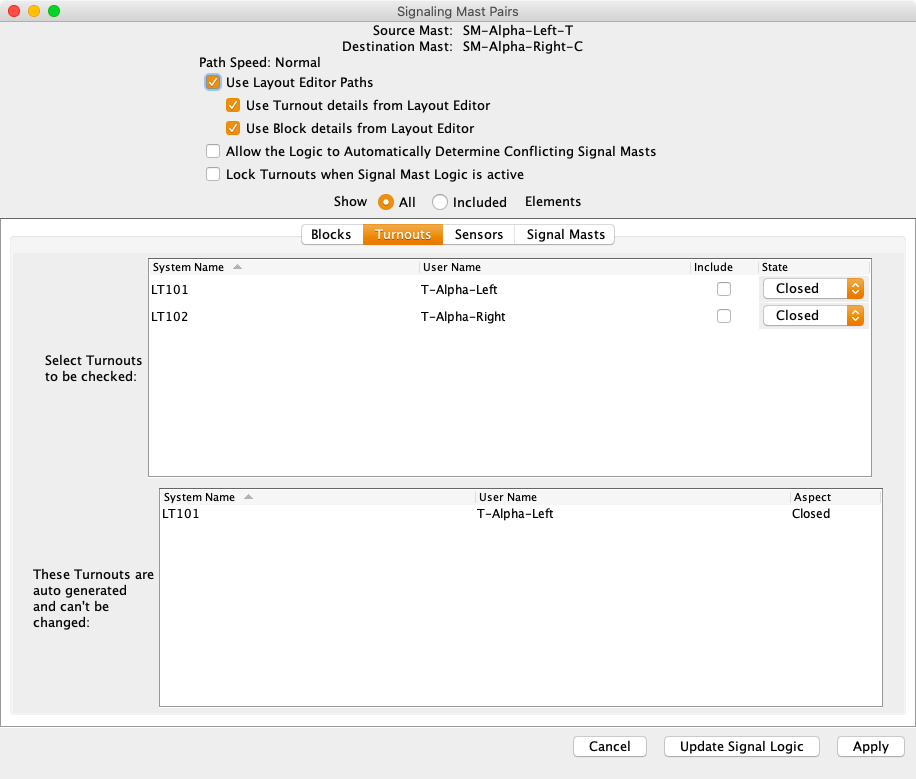 Signaling Mast Pairs
Source Mast: SM-Alpha-Left-T
Destination Mast: SM-Alpha-Right-C
Path Speed: Normal
Use Layout Editor Paths
Use Turnout details from Layout Editor
Use Block details from Layout Editor
Allow the Logic to Automatically Determine Conflicting Signal Masts
Lock Turnouts when Signal Mast Logic is active
Show All Included Elements
Blocks Turnouts Sensors Signal Masts
System Name User Name Include State
LT101 T-Alpha-Left Closed
LT102 T-Alpha-Right Closed
Select Turnouts
to be checked:
System Name User Name Aspect
LT101 T-Alpha-Left Closed
These Turnouts are
auto generated
and can't be
changed:
Cancel Update Signal Logic Apply